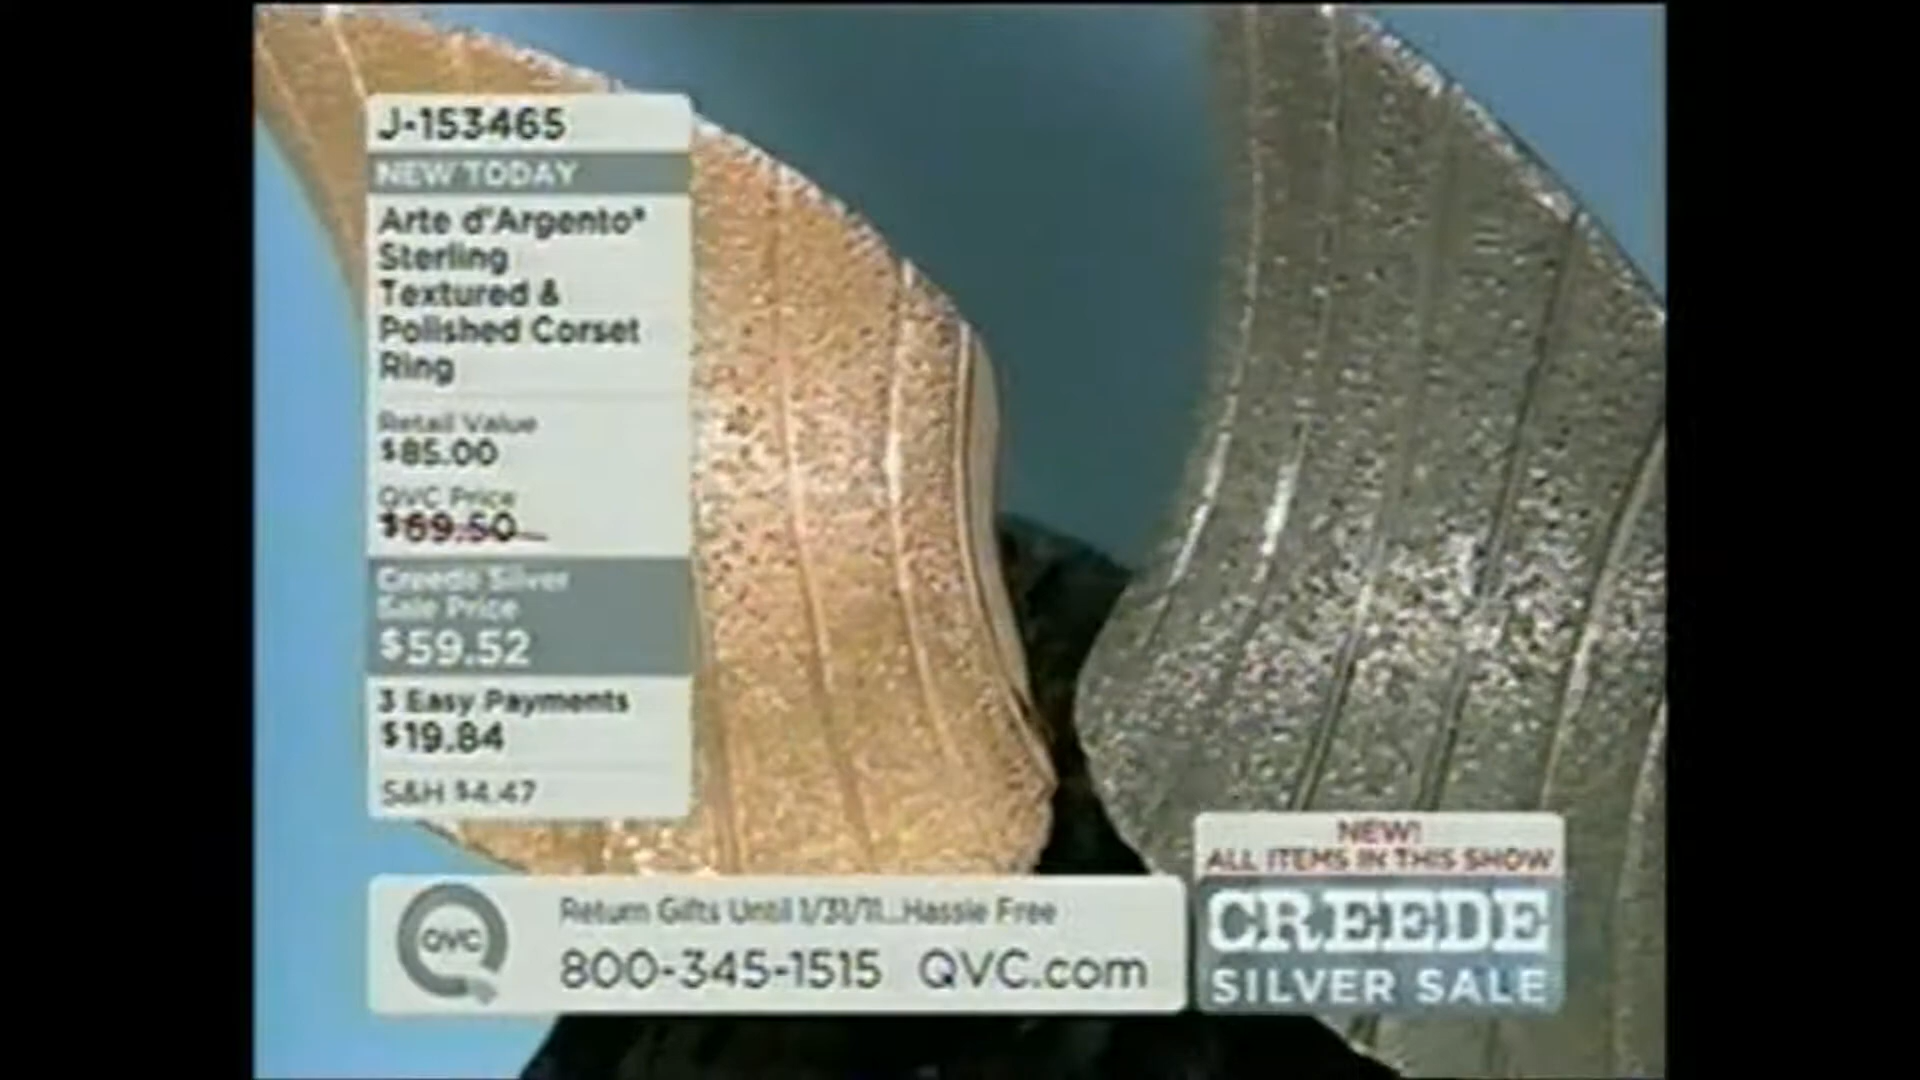 J-153465
NEW TODAY
Arte d'Argento®
Sterling
Textured &
Polished Corset
Ring
Retail Value
$85.00
QVC Price
$69.50
Creede Silver
Sale Price
$59.52
3 Easy Payments
$19.84
S&H $4.47
NEW!
ALL ITEMS IN THIS SHOW
CREEDE
SILVER SALE
QVC
Return Gifts Until 1/31/11...Hassle Free
800-345-1515 QVC.com